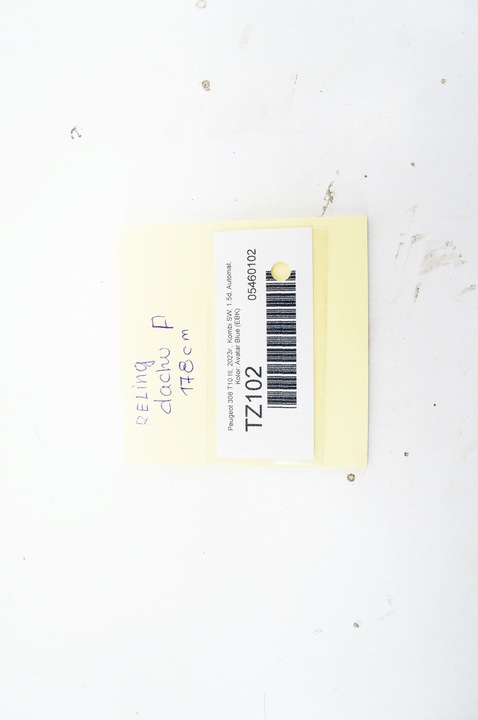 RELING
dachu P
178cm
Peugeot 308 T10 III, 2023r., Kombi SW, 1.5d, Automat.
Kolor: Avatar Blue (EBK)
TZ102
05460102